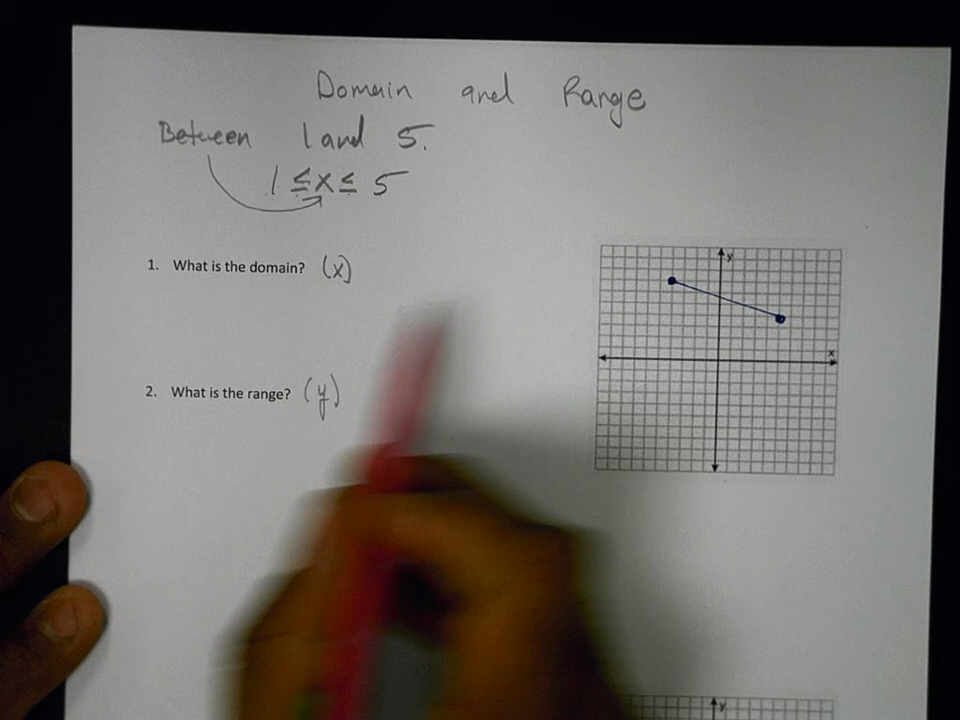 Domain and Range
Between 1 and 5.
1 ≤ x ≤ 5
1. What is the domain? (x)
2. What is the range? (y)
y
x
y